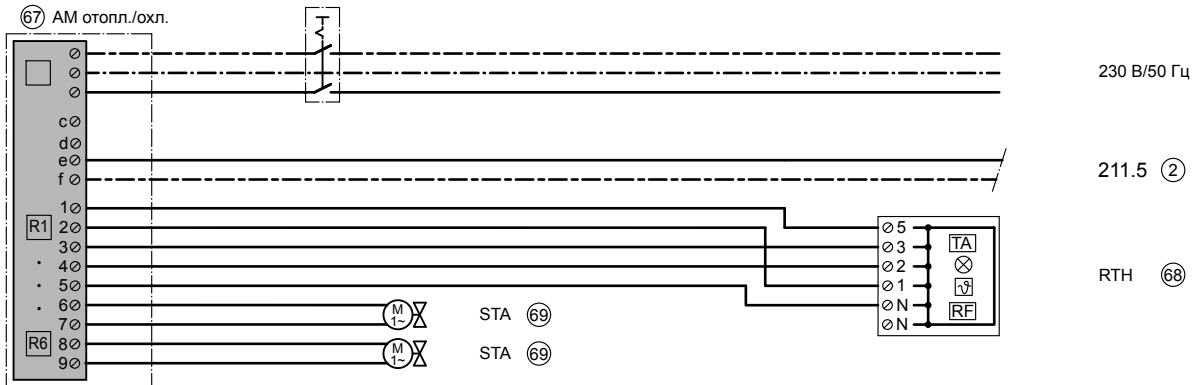 67 АМ отопл./охл.
230 В/50 Гц
c
d
e
f
211.5 2
1
R1 2
3
4
5
6
7
R6 8
9
5
3 TA
2
1 ϑ
N RF
N
RTH 68
M 1~ STA 69
M 1~ STA 69